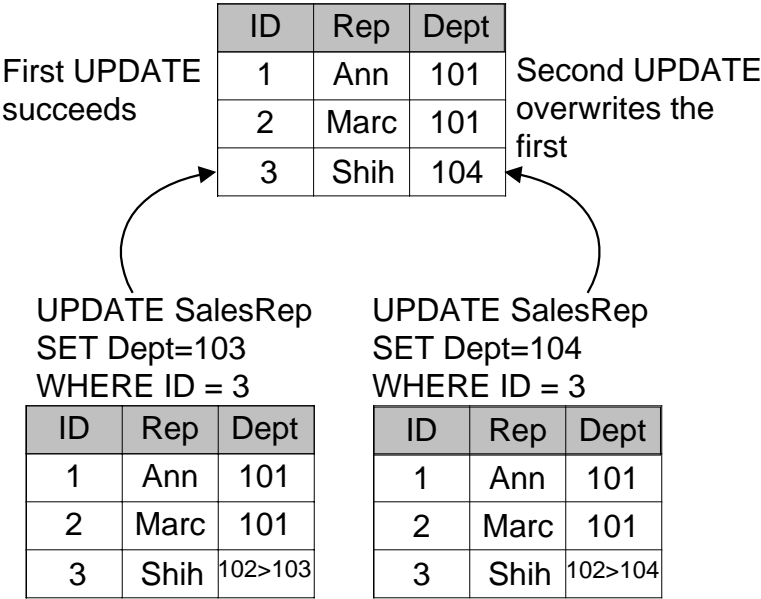 ID Rep Dept
1 Ann 101
2 Marc 101
3 Shih 104
First UPDATE
succeeds
Second UPDATE
overwrites the
first
UPDATE SalesRep
SET Dept=103
WHERE ID = 3
ID Rep Dept
1 Ann 101
2 Marc 101
3 Shih 102>103
UPDATE SalesRep
SET Dept=104
WHERE ID = 3
ID Rep Dept
1 Ann 101
2 Marc 101
3 Shih 102>104